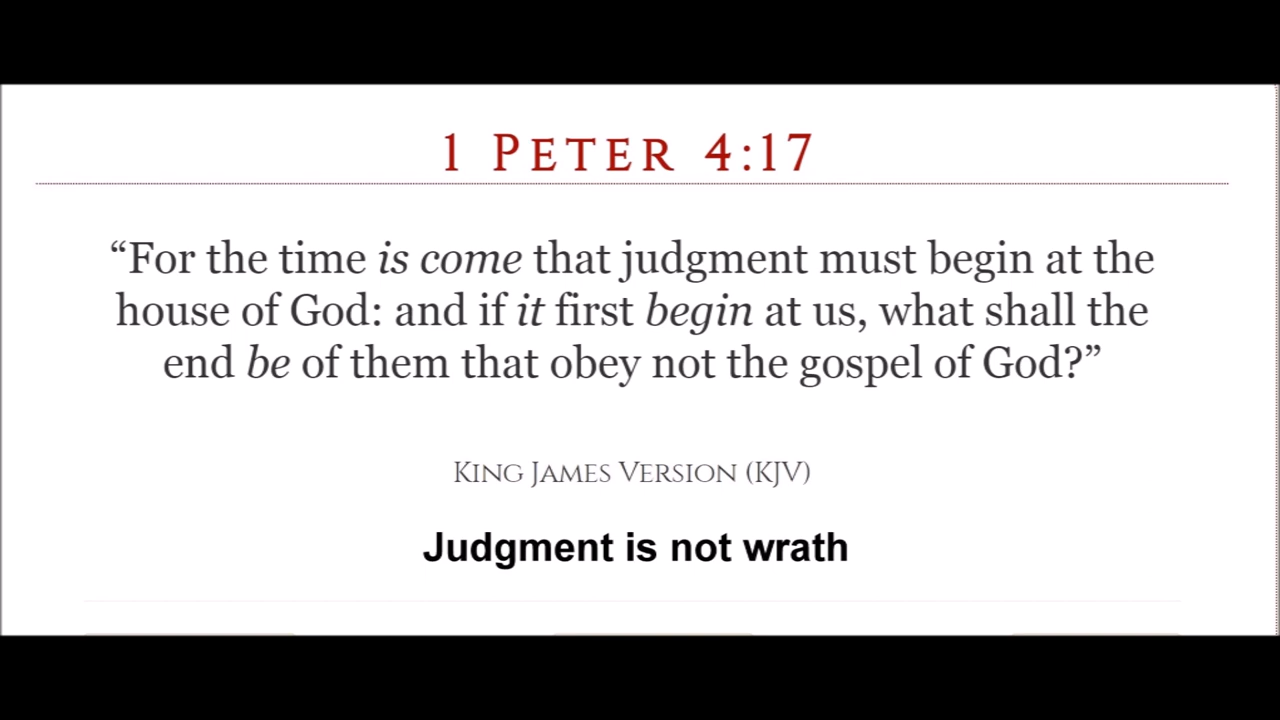 1 PETER 4:17
“For the time is come that judgment must begin at the
house of God: and if it first begin at us, what shall the
end be of them that obey not the gospel of God?”
KING JAMES VERSION (KJV)
Judgment is not wrath